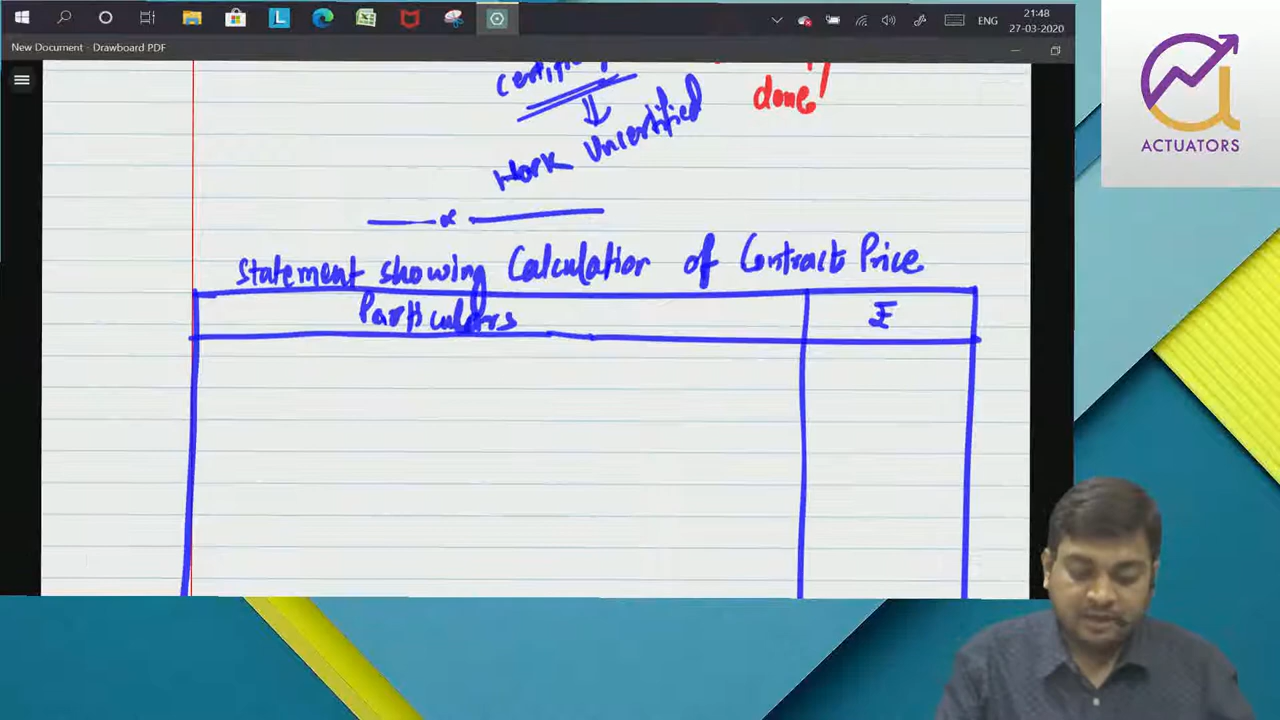 21:48
ENG
27-03-2020
New Document - Drawboard PDF
done!
Work Uncertified
Statement showing Calculation of Contract Price
Particulars ₹
ACTUATORS